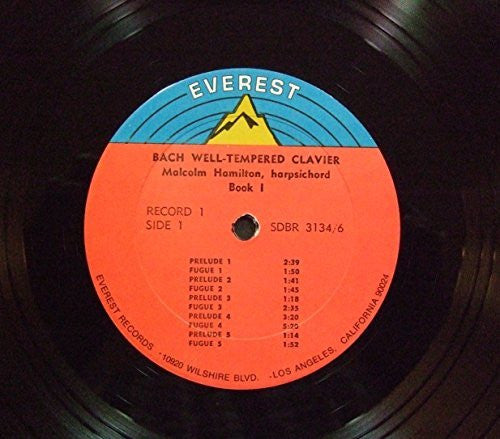 EVEREST
BACH WELL-TEMPERED CLAVIER
Malcolm Hamilton, harpsichord
Book I
RECORD 1
SIDE 1
SDBR 3134/6
PRELUDE 1 2:39
FUGUE 1 1:50
PRELUDE 2 1:41
FUGUE 2 1:45
PRELUDE 3 1:18
FUGUE 3 2:35
PRELUDE 4 3:20
FUGUE 4 5:20
PRELUDE 5 1:14
FUGUE 5 1:52
EVEREST RECORDS · 10920 WILSHIRE BLVD. · LOS ANGELES, CALIFORNIA 90024